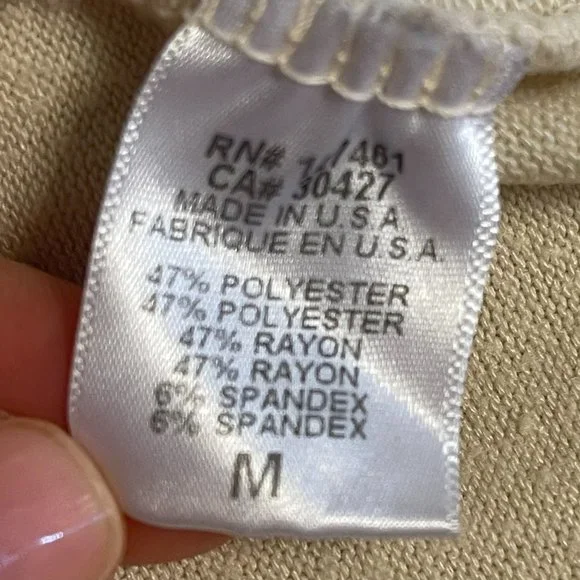 RN#
CA# 30427
MADE IN U.S.A
FABRIQUE EN U.S.A.
47% POLYESTER
47% POLYESTER
47% RAYON
47% RAYON
6% SPANDEX
6% SPANDEX
M